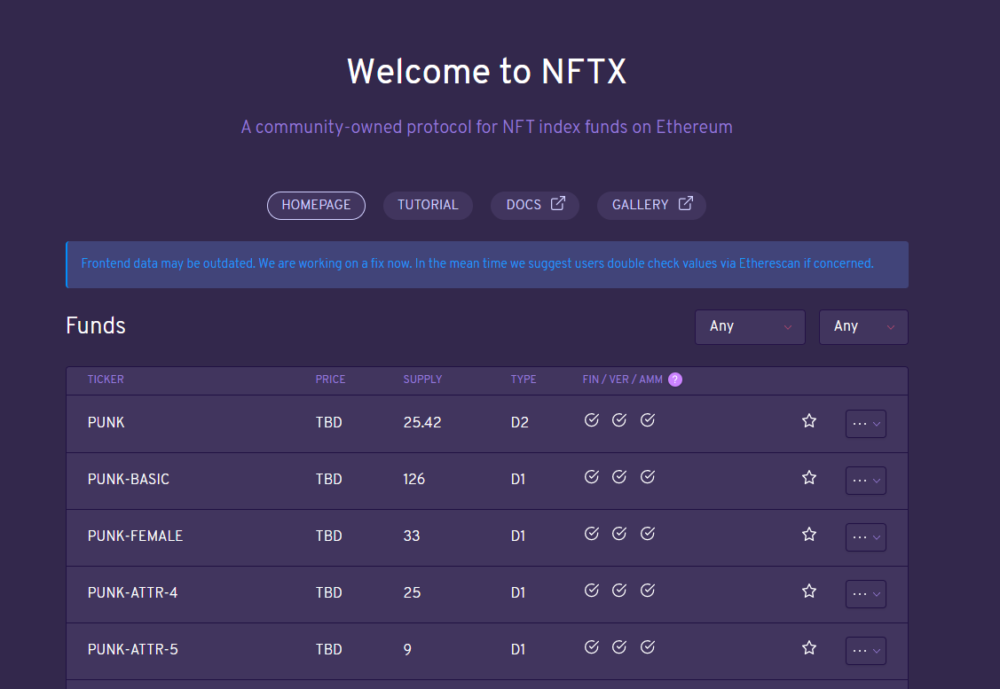 Welcome to NFTX
A community-owned protocol for NFT index funds on Ethereum
HOMEPAGE TUTORIAL DOCS GALLERY
Frontend data may be outdated. We are working on a fix now. In the mean time we suggest users double check values via Etherescan if concerned.
Funds Any Any
TICKER PRICE SUPPLY TYPE FIN / VER / AMM ?
PUNK TBD 25.42 D2 ...
PUNK-BASIC TBD 126 D1 ...
PUNK-FEMALE TBD 33 D1 ...
PUNK-ATTR-4 TBD 25 D1 ...
PUNK-ATTR-5 TBD 9 D1 ...